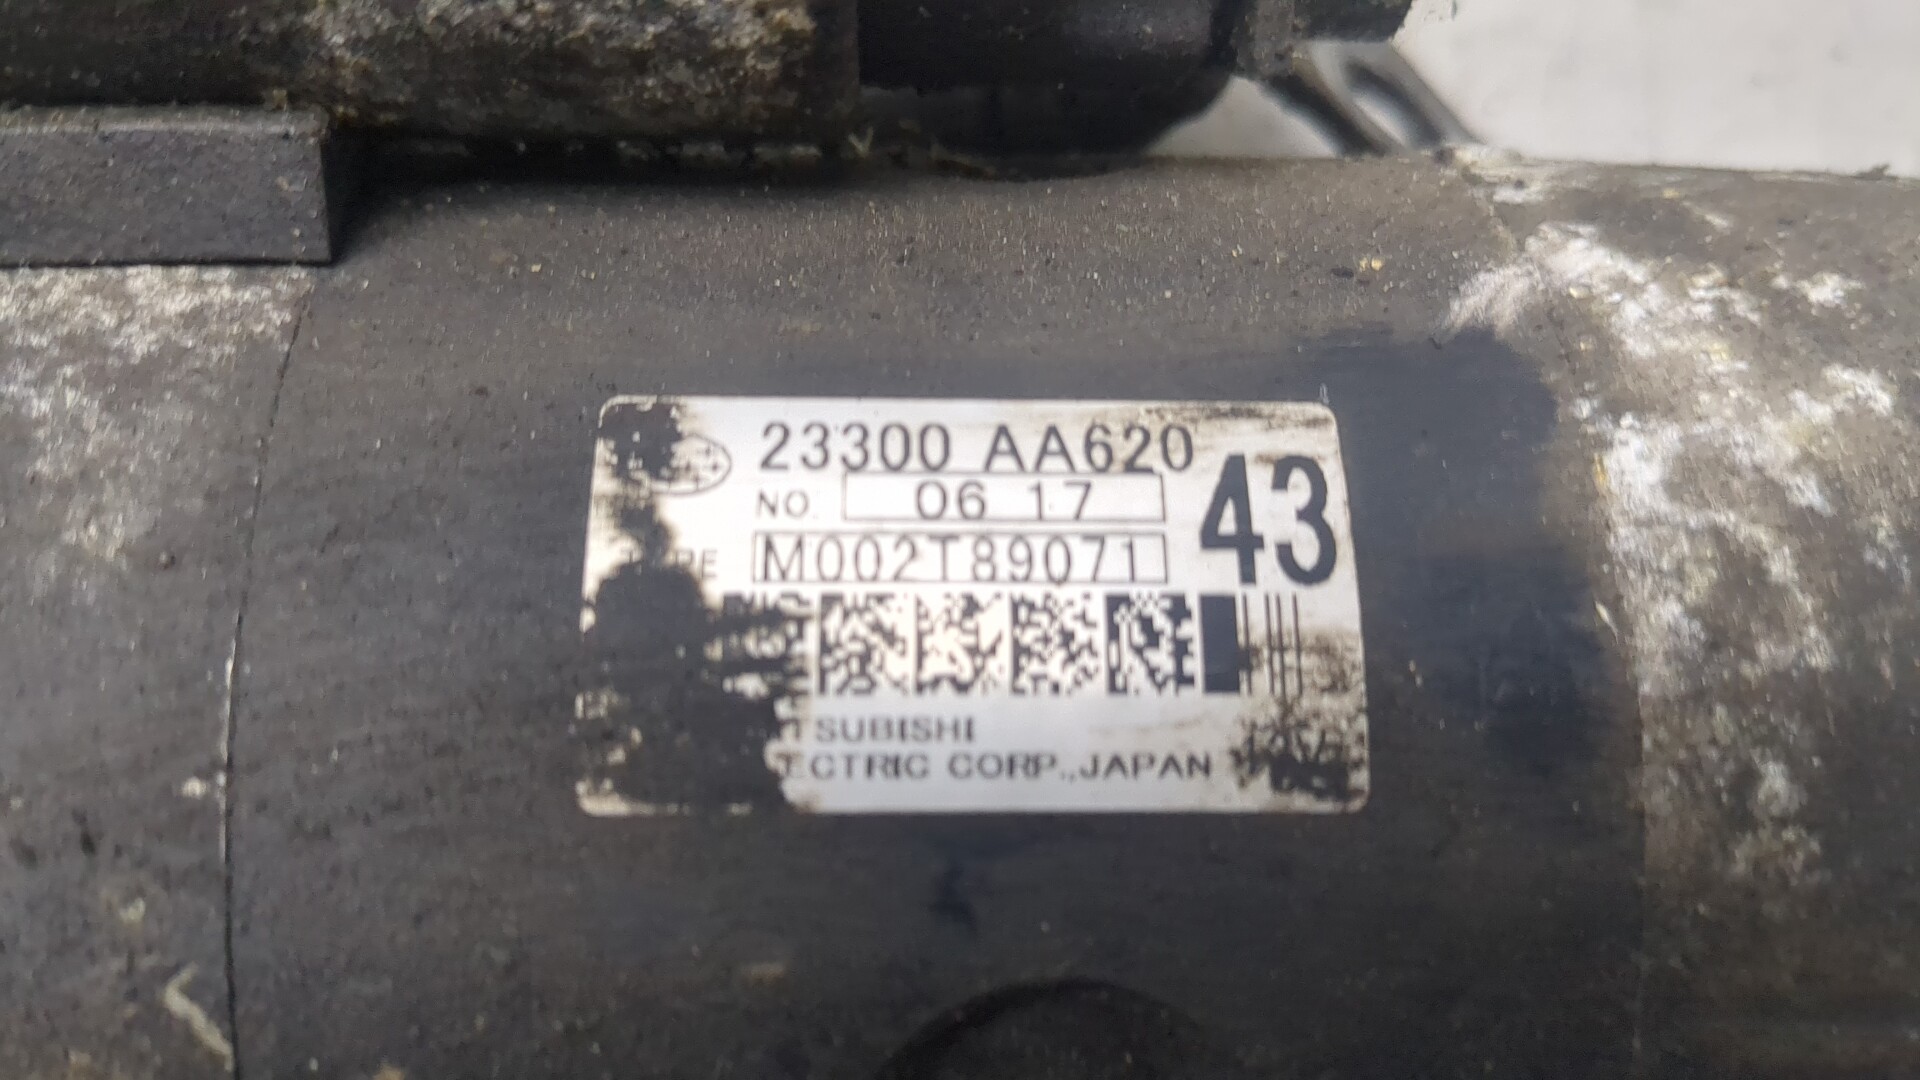 23300 AA620
NO. 06 17
43
M002T89071
TSUBISHI
ECTRIC CORP., JAPAN